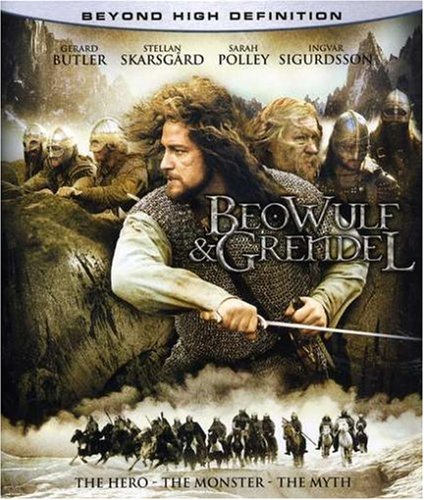 BEYOND HIGH DEFINITION
GERARD BUTLER
STELLAN SKARSGÅRD
SARAH POLLEY
INGVAR SIGURDSSON
BEOWULF
& GRENDEL
THE HERO - THE MONSTER - THE MYTH